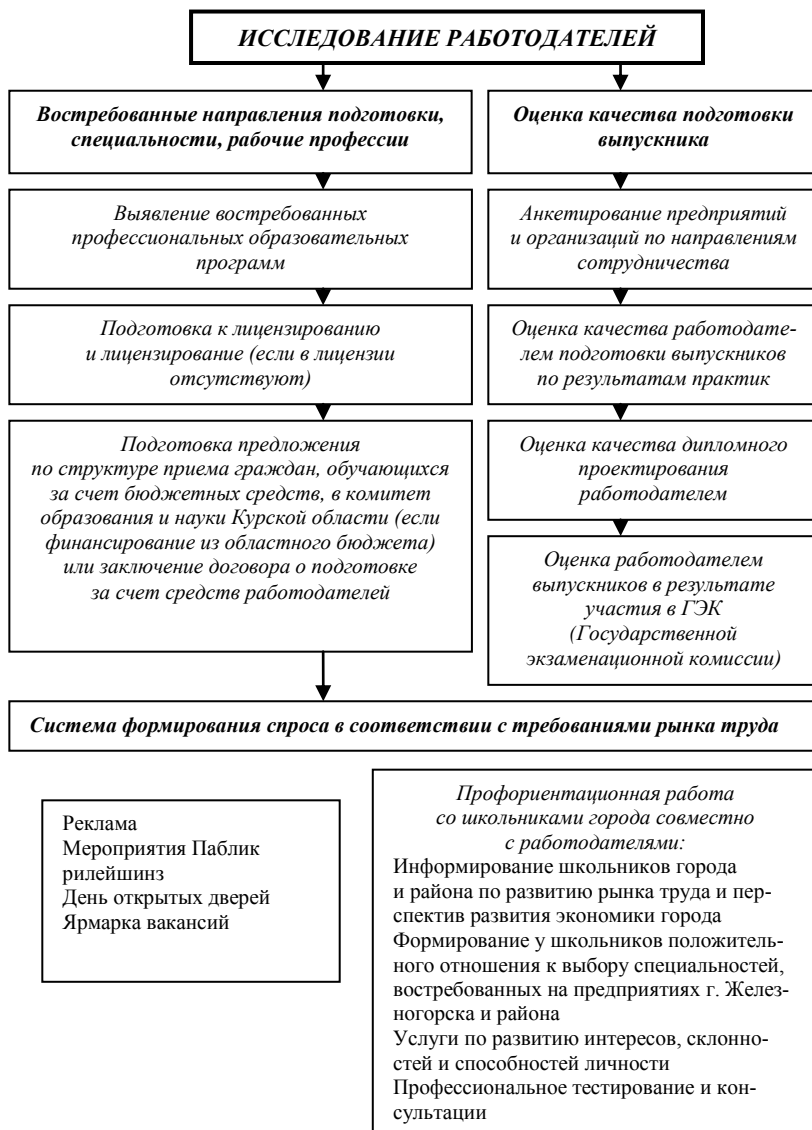 ИССЛЕДОВАНИЕ РАБОТОДАТЕЛЕЙ
Востребованные направления подготовки,
специальности, рабочие профессии
Выявление востребованных
профессиональных образовательных
программ
Подготовка к лицензированию
и лицензирование (если в лицензии
отсутствуют)
Подготовка предложения
по структуре приема граждан, обучающихся
за счет бюджетных средств, в комитет
образования и науки Курской области (если
финансирование из областного бюджета)
или заключение договора о подготовке
за счет средств работодателей
Оценка качества подготовки
выпускника
Анкетирование предприятий
и организаций по направлениям
сотрудничества
Оценка качества работодате-
лем подготовки выпускников
по результатам практик
Оценка качества дипломного
проектирования
работодателем
Оценка работодателем
выпускников в результате
участия в ГЭК
(Государственной
экзаменационной комиссии)
Система формирования спроса в соответствии с требованиями рынка труда
Реклама
Мероприятия Паблик
рилейшинз
День открытых дверей
Ярмарка вакансий
Профориентационная работа
со школьниками города совместно
с работодателями:
Информирование школьников города
и района по развитию рынка труда и пер-
спектив развития экономики города
Формирование у школьников положитель-
ного отношения к выбору специальностей,
востребованных на предприятиях г. Желез-
ногорска и района
Услуги по развитию интересов, склонно-
стей и способностей личности
Профессиональное тестирование и кон-
сультации